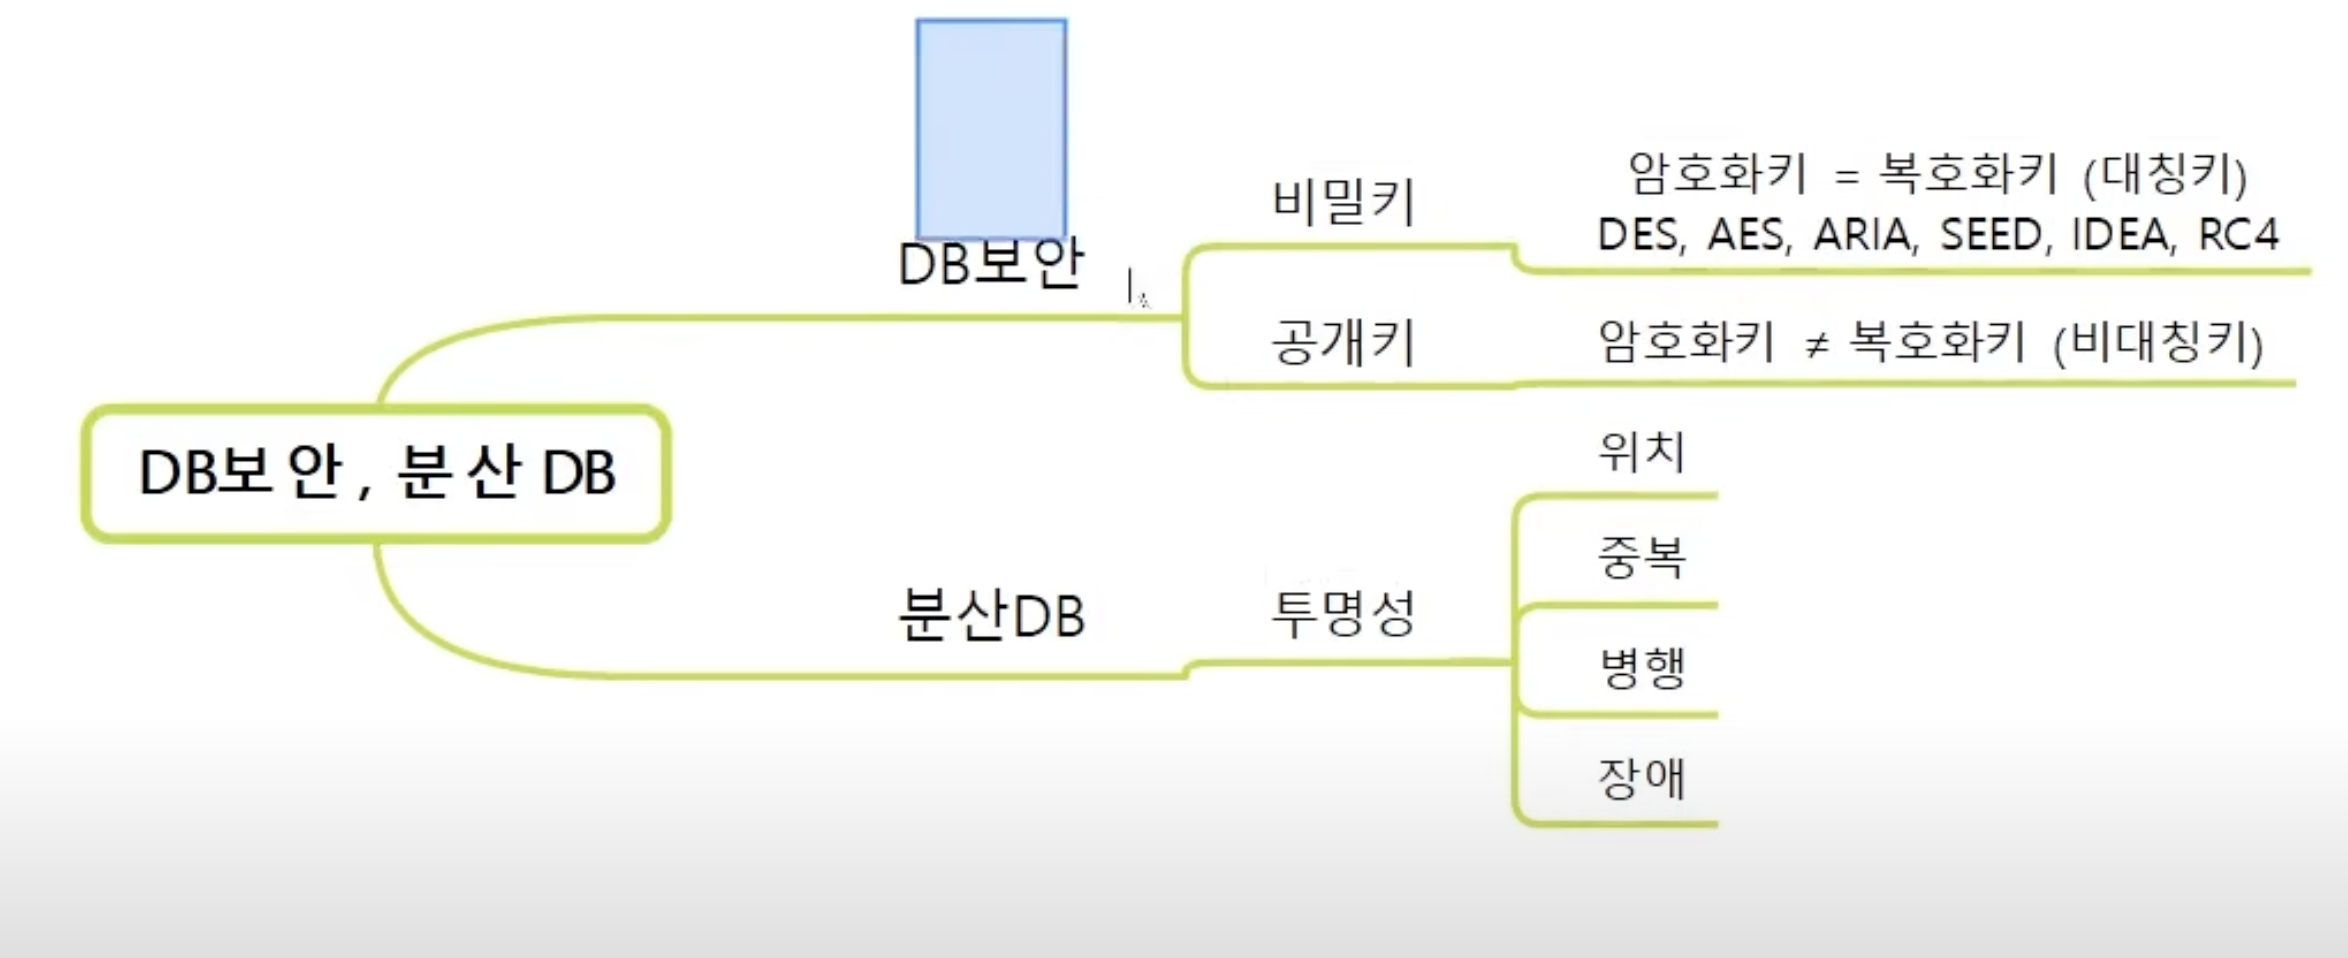 DB보안
비밀키
암호화키 = 복호화키 (대칭키)
DES, AES, ARIA, SEED, IDEA, RC4
공개키
암호화키 ≠ 복호화키 (비대칭키)
DB보안, 분산DB
분산DB
투명성
위치
중복
병행
장애